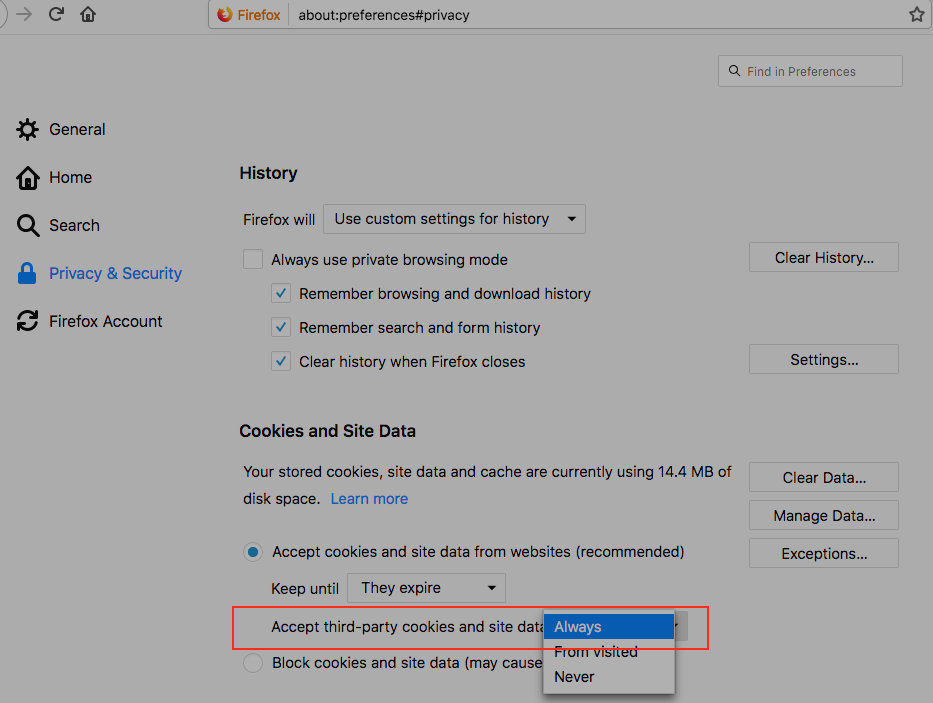 Firefox about:preferences#privacy
Find in Preferences
General
Home
Search
Privacy & Security
Firefox Account
History
Firefox will Use custom settings for history
Always use private browsing mode
Clear History...
Remember browsing and download history
Remember search and form history
Clear history when Firefox closes
Settings...
Cookies and Site Data
Your stored cookies, site data and cache are currently using 14.4 MB of
disk space. Learn more
Clear Data...
Manage Data...
Accept cookies and site data from websites (recommended)
Exceptions...
Keep until They expire
Accept third-party cookies and site data Always
From visited
Block cookies and site data (may cause
Never